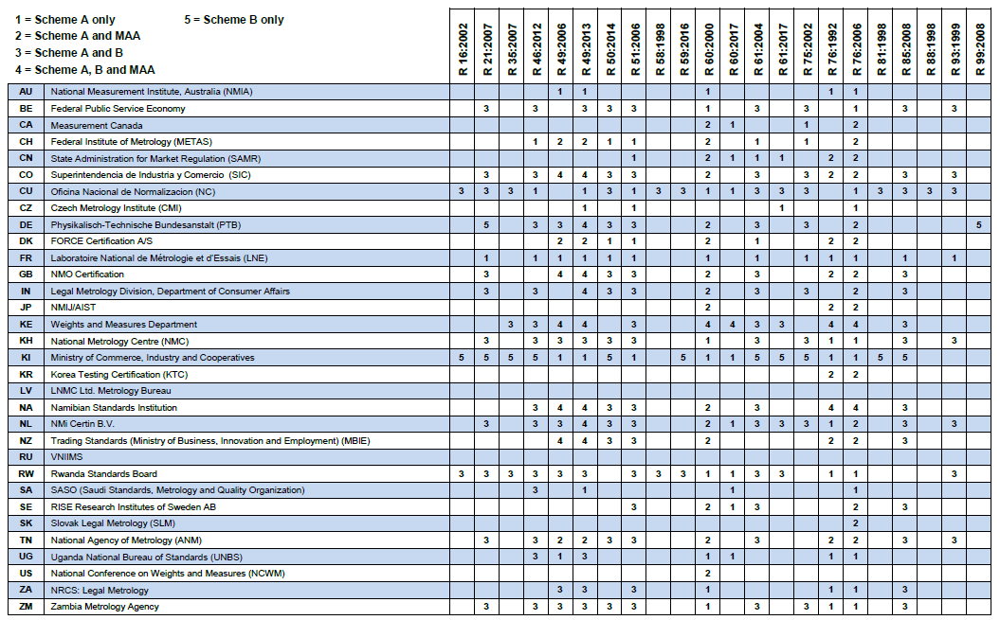 1 = Scheme A only 5 = Scheme B only
2 = Scheme A and MAA
3 = Scheme A and B
4 = Scheme A, B and MAA
R 16:2002 R 21:2007 R 35:2007 R 46:2012 R 49:2006 R 49:2013 R 50:2014 R 51:2006 R 58:1998 R 59:2016 R 60:2000 R 60:2017 R 61:2004 R 61:2017 R 75:2002 R 76:1992 R 76:2006 R 81:1998 R 85:2008 R 88:1998 R 93:1999 R 99:2008
AU National Measurement Institute, Australia (NMIA) 1 1 1 1 1
BE Federal Public Service Economy 3 3 3 3 3 1 3 3 1 3 3
CA Measurement Canada 2 1 1 2
CH Federal Institute of Metrology (METAS) 1 2 2 1 1 2 1 1 2
CN State Administration for Market Regulation (SAMR) 1 2 1 1 1 2 2
CO Superintendencia de Industria y Comercio (SIC) 3 3 4 4 3 3 2 3 3 2 2 3 3
CU Oficina Nacional de Normalizacion (NC) 3 3 3 1 1 3 1 3 3 1 1 3 3 3 1 3 3 3 3
CZ Czech Metrology Institute (CMI) 1 1 1 1
DE Physikalisch-Technische Bundesanstalt (PTB) 5 3 3 4 3 3 2 3 3 2 5
DK FORCE Certification A/S 2 2 1 1 2 1 2 2
FR Laboratoire National de Métrologie et d'Essais (LNE) 1 1 1 1 1 1 1 1 1 1 1 1 1
GB NMO Certification 3 4 4 3 3 2 3 2 2 3
IN Legal Metrology Division, Department of Consumer Affairs 3 3 4 3 3 2 3 3 2 3
JP NMIJ/AIST 2 2 2
KE Weights and Measures Department 3 3 4 4 3 4 4 3 3 4 4 3
KH National Metrology Centre (NMC) 3 3 3 3 3 3 1 3 3 1 1 3 3
KI Ministry of Commerce, Industry and Cooperatives 5 5 5 5 1 1 5 1 5 1 1 5 5 5 1 1 5 5
KR Korea Testing Certification (KTC) 2 2
LV LNMC Ltd. Metrology Bureau
NA Namibian Standards Institution 3 4 4 3 3 2 3 4 4 3
NL NMi Certin B.V. 3 3 3 4 3 3 2 1 3 3 3 1 2 3 3
NZ Trading Standards (Ministry of Business, Innovation and Employment) (MBIE) 4 4 3 3 2 2 2 3
RU VNIIMS
RW Rwanda Standards Board 3 3 3 3 3 3 3 3 3 1 1 3 3 1 1 3
SA SASO (Saudi Standards, Metrology and Quality Organization) 3 1 1 1
SE RISE Research Institutes of Sweden AB 3 2 1 3 2 3
SK Slovak Legal Metrology (SLM) 2
TN National Agency of Metrology (ANM) 3 3 2 2 3 3 2 3 2 2 3 3
UG Uganda National Bureau of Standards (UNBS) 3 1 3 1 1 1 1
US National Conference on Weights and Measures (NCWM) 2
ZA NRCS: Legal Metrology 3 3 3 1 1 1 3
ZM Zambia Metrology Agency 3 3 3 3 3 3 1 3 3 1 1 3